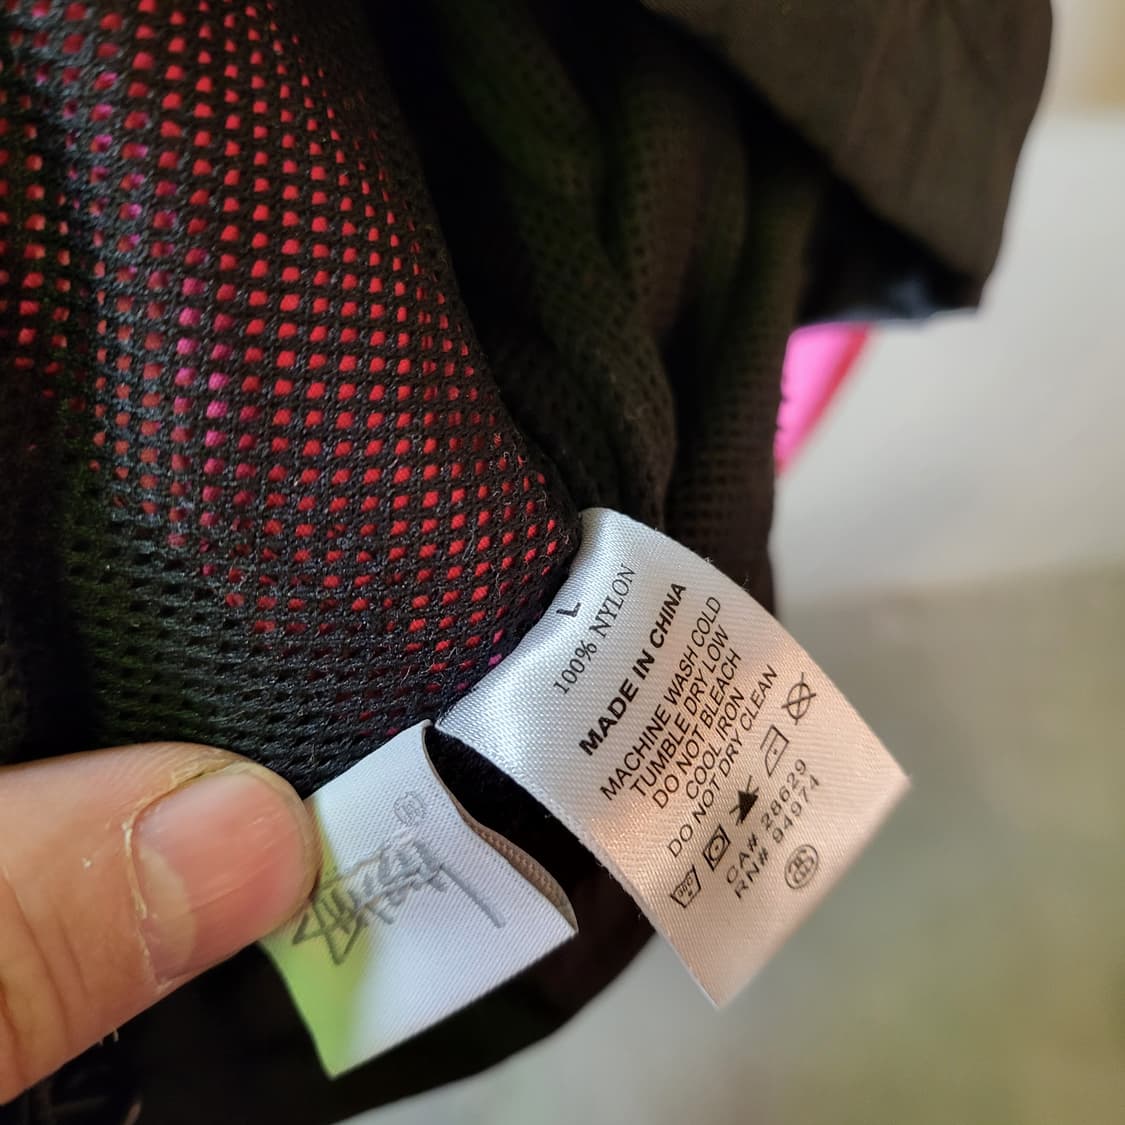 L
100% NYLON
MADE IN CHINA
MACHINE WASH COLD
TUMBLE DRY LOW
DO NOT BLEACH
COOL IRON
DO NOT DRY CLEAN
CA# 28629
RN# 94974
Stüssy ®